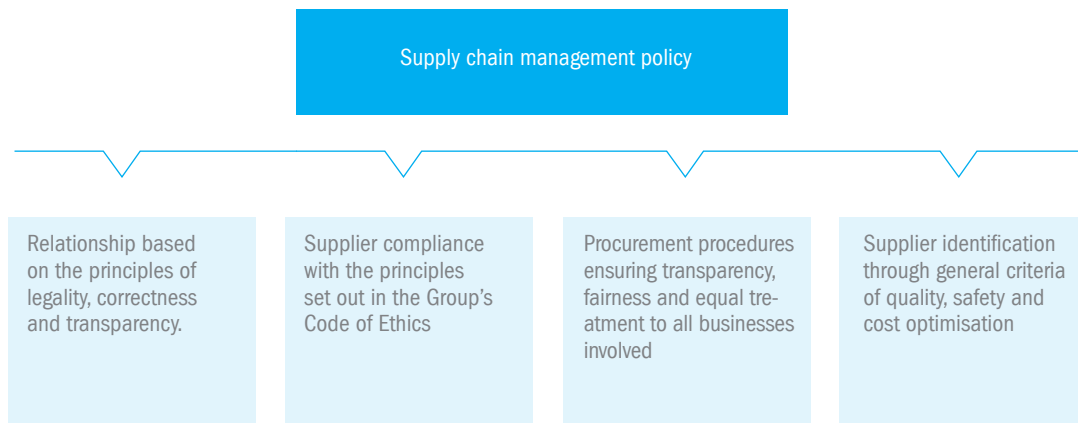 Supply chain management policy
Relationship based
on the principles of
legality, correctness
and transparency.
Supplier compliance
with the principles
set out in the Group’s
Code of Ethics
Procurement procedures
ensuring transparency,
fairness and equal tre-
atment to all businesses
involved
Supplier identification
through general criteria
of quality, safety and
cost optimisation